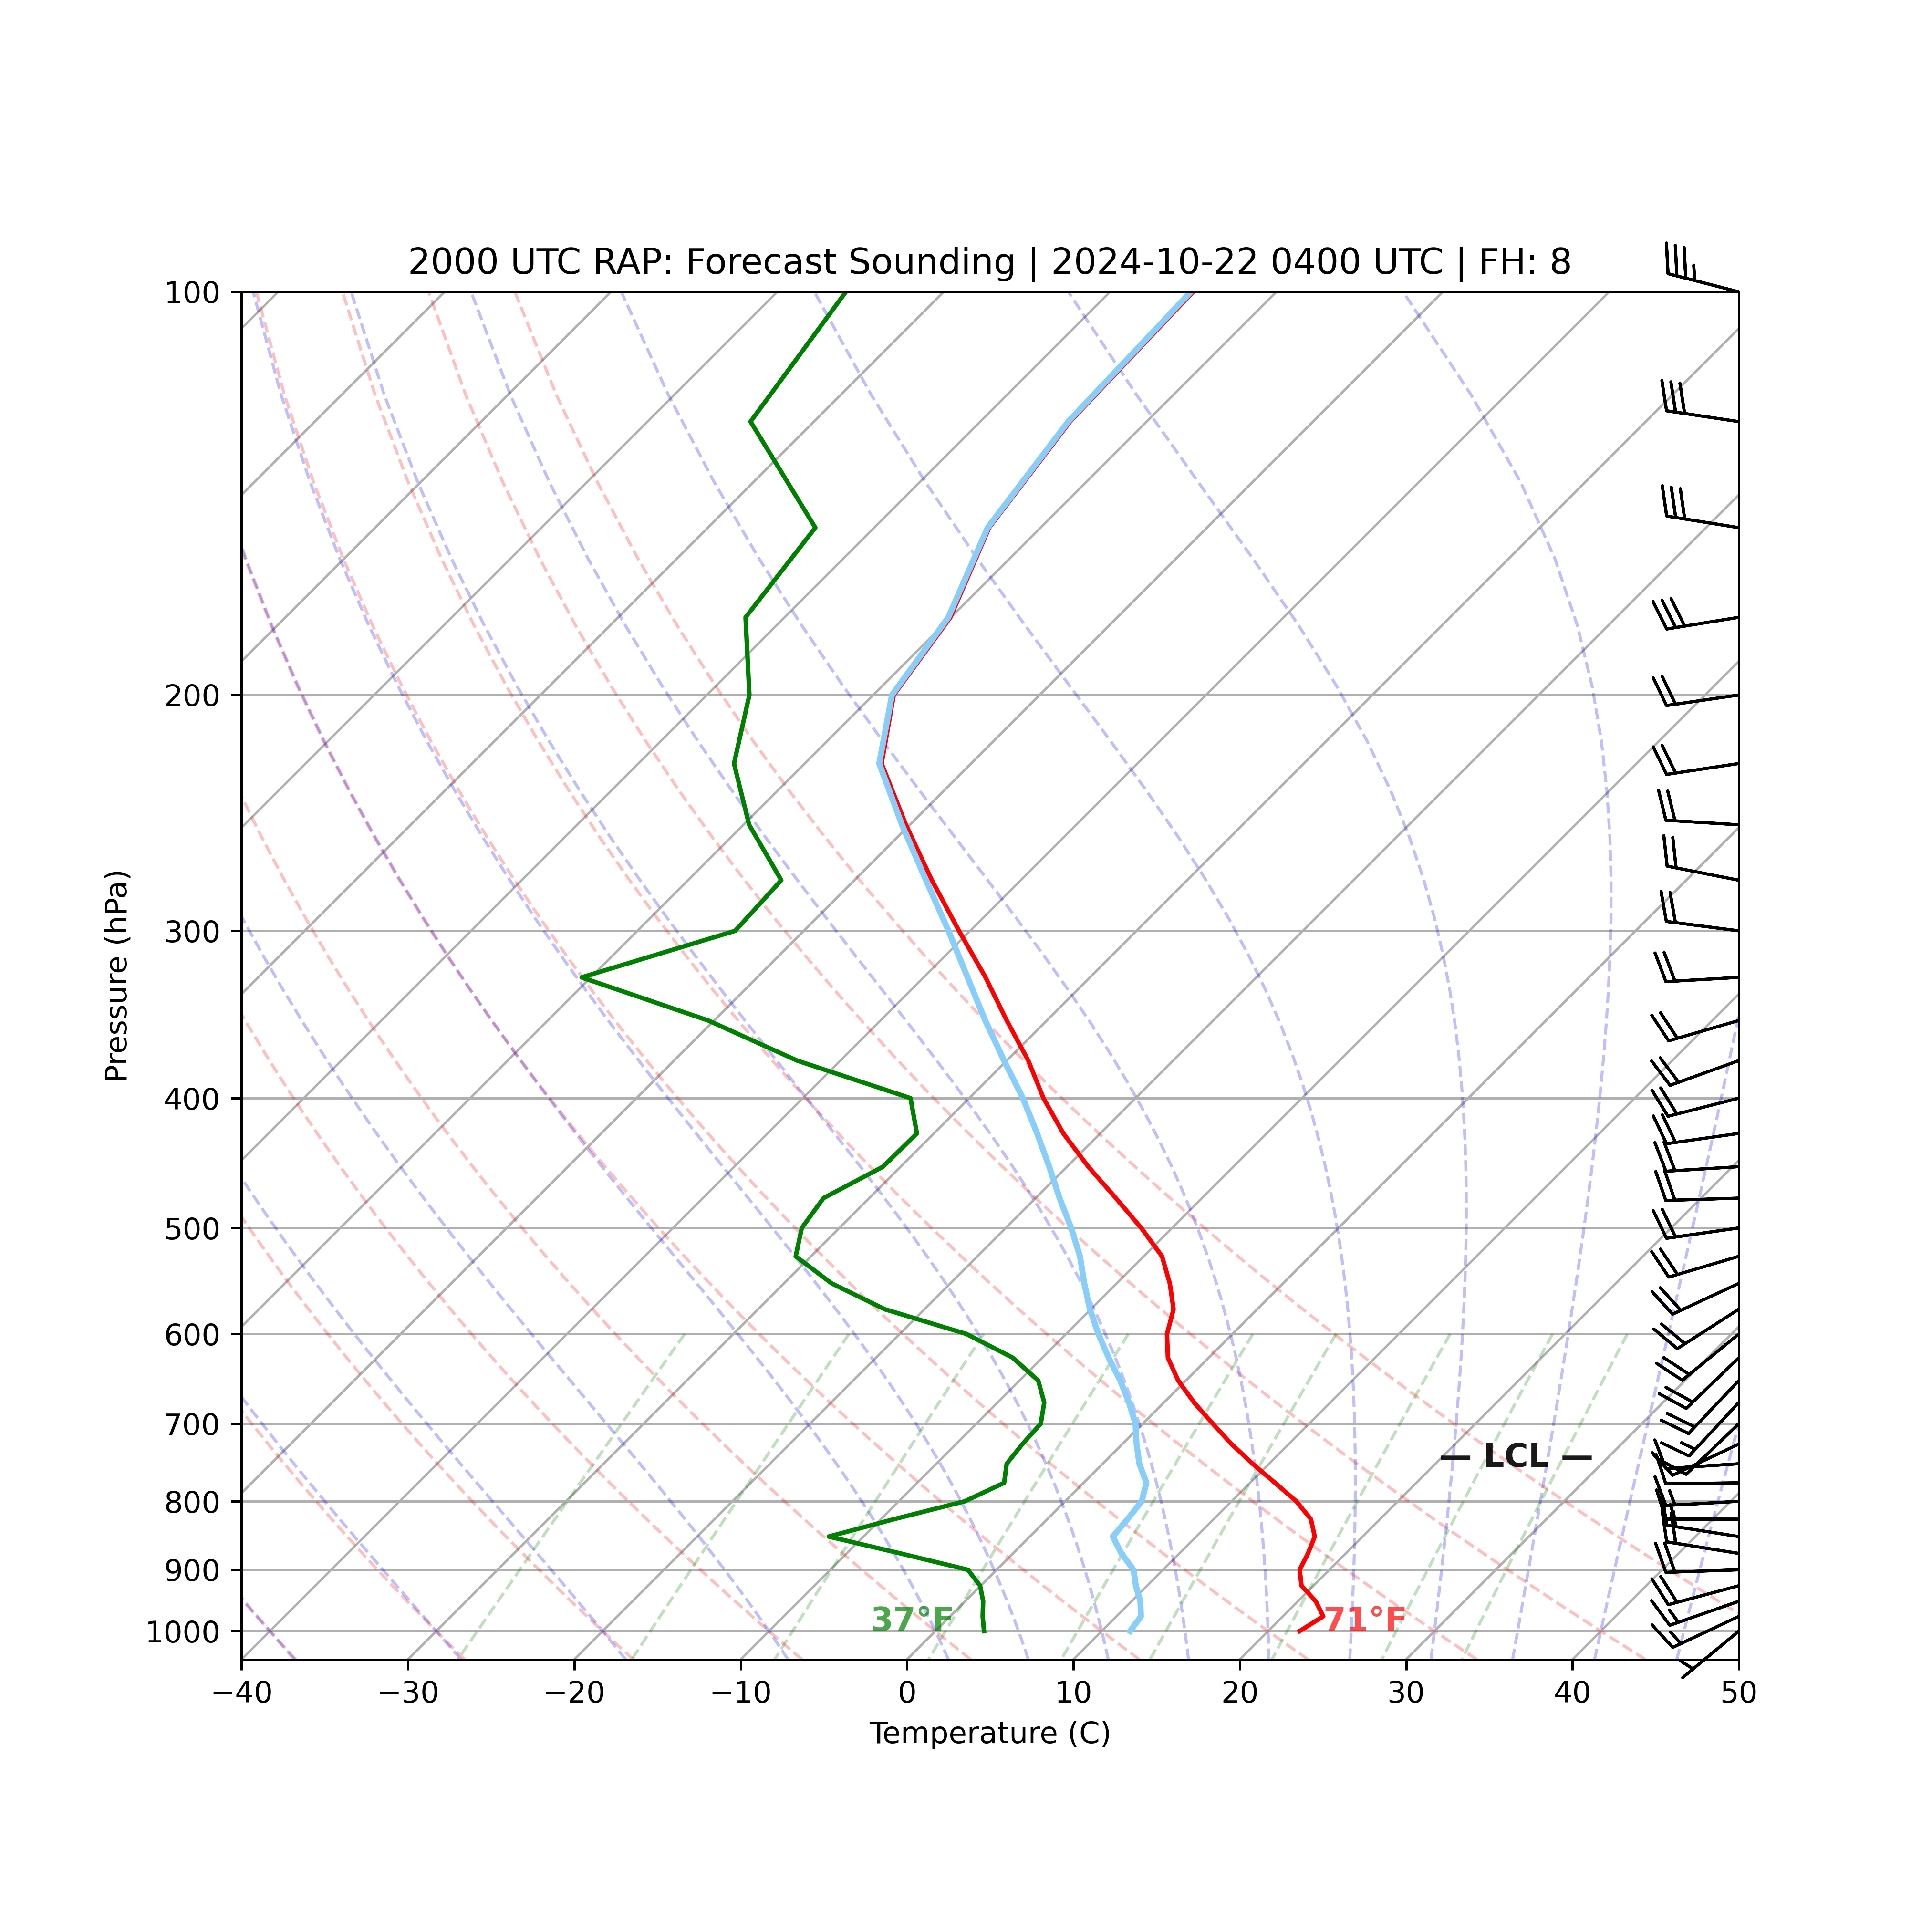 2000 UTC RAP: Forecast Sounding | 2024-10-22 0400 UTC | FH: 8
100
200
300
400
500
600
700
800
900
1000
Pressure (hPa)
— LCL —
37°F
71°F
−40 −30 −20 −10 0 10 20 30 40 50
Temperature (C)